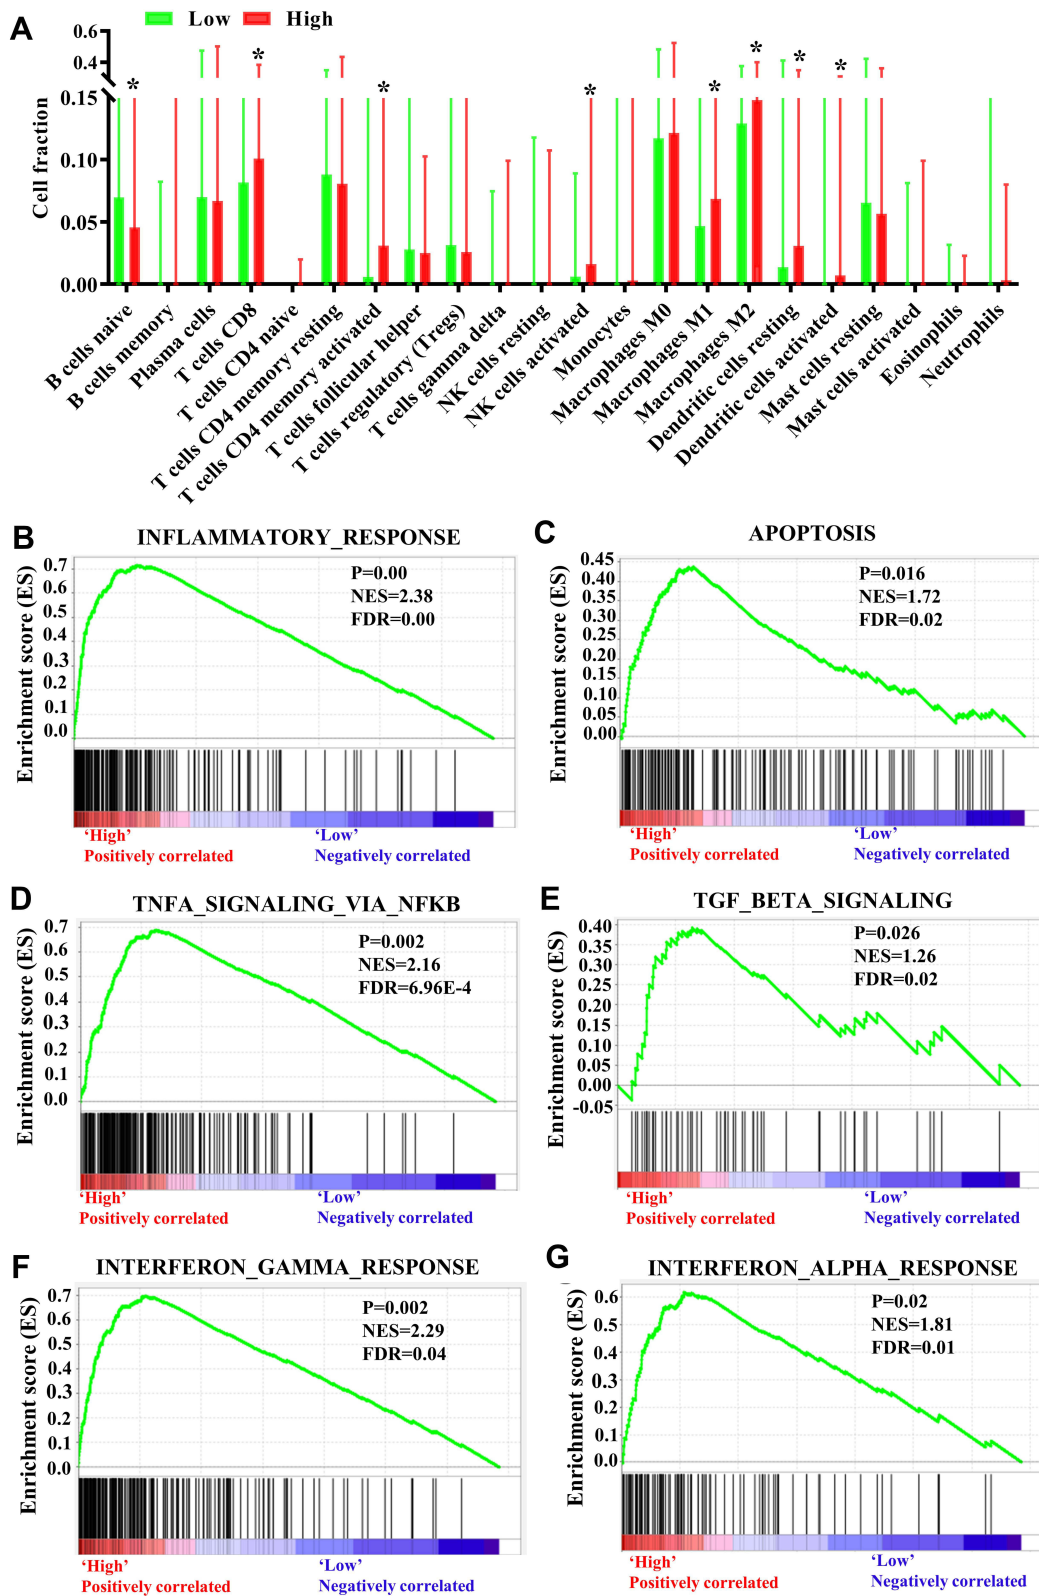 A
Low High
0.6
0.4
0.15
0.10
0.05
0.00
Cell fraction
* * * * * * * *
B cells naive
B cells memory
Plasma cells
T cells CD8
T cells CD4 naive
T cells CD4 memory resting
T cells CD4 memory activated
T cells follicular helper
T cells regulatory (Tregs)
T cells gamma delta
NK cells resting
NK cells activated
Monocytes
Macrophages M0
Macrophages M1
Macrophages M2
Dendritic cells resting
Dendritic cells activated
Mast cells resting
Mast cells activated
Eosinophils
Neutrophils
B
INFLAMMATORY_RESPONSE
Enrichment score (ES)
0.7
0.6
0.5
0.4
0.3
0.2
0.1
0.0
P=0.00
NES=2.38
FDR=0.00
‘High’ ‘Low’
Positively correlated Negatively correlated
C
APOPTOSIS
Enrichment score (ES)
0.45
0.40
0.35
0.30
0.25
0.20
0.15
0.10
0.05
0.00
P=0.016
NES=1.72
FDR=0.02
‘High’ ‘Low’
Positively correlated Negatively correlated
D
TNFA_SIGNALING_VIA_NFKB
Enrichment score (ES)
0.7
0.6
0.5
0.4
0.3
0.2
0.1
0.0
P=0.002
NES=2.16
FDR=6.96E-4
‘High’ ‘Low’
Positively correlated Negatively correlated
E
TGF_BETA_SIGNALING
Enrichment score (ES)
0.40
0.35
0.30
0.25
0.20
0.15
0.10
0.05
0.00
-0.05
P=0.026
NES=1.26
FDR=0.02
‘High’ ‘Low’
Positively correlated Negatively correlated
F
INTERFERON_GAMMA_RESPONSE
Enrichment score (ES)
0.7
0.6
0.5
0.4
0.3
0.2
0.1
0.0
P=0.002
NES=2.29
FDR=0.04
‘High’ ‘Low’
Positively correlated Negatively correlated
G
INTERFERON_ALPHA_RESPONSE
Enrichment score (ES)
0.6
0.5
0.4
0.3
0.2
0.1
0.0
P=0.02
NES=1.81
FDR=0.01
‘High’ ‘Low’
Positively correlated Negatively correlated